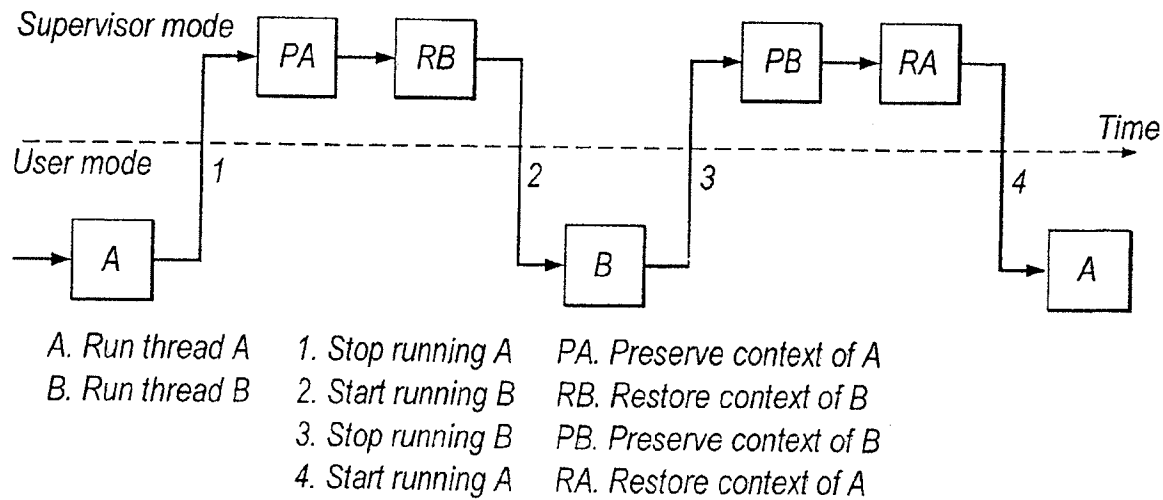 Supervisor mode
PA RB PB RA
Time
User mode 1 2 3 4
A B A
A. Run thread A 1. Stop running A PA. Preserve context of A
B. Run thread B 2. Start running B RB. Restore context of B
3. Stop running B PB. Preserve context of B
4. Start running A RA. Restore context of A